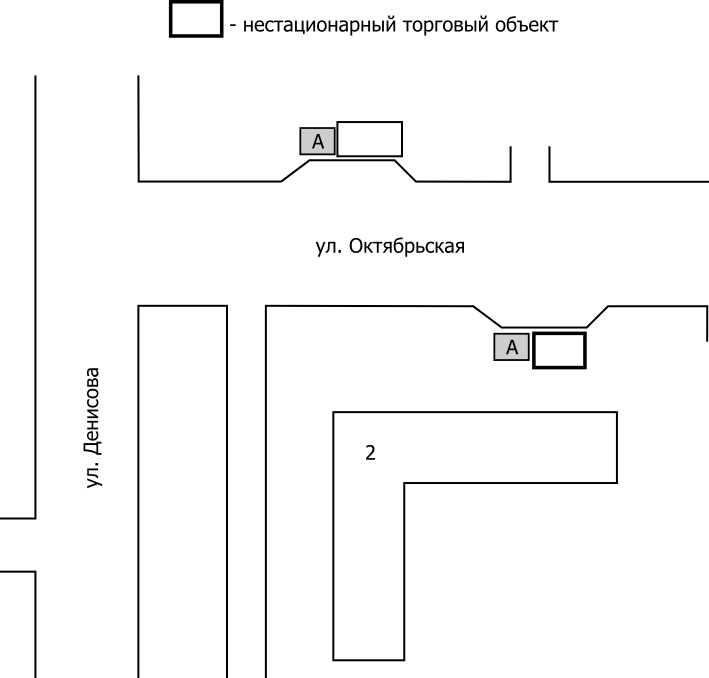 - нестационарный торговый объект
А
ул. Октябрьская
А
ул. Денисова
2